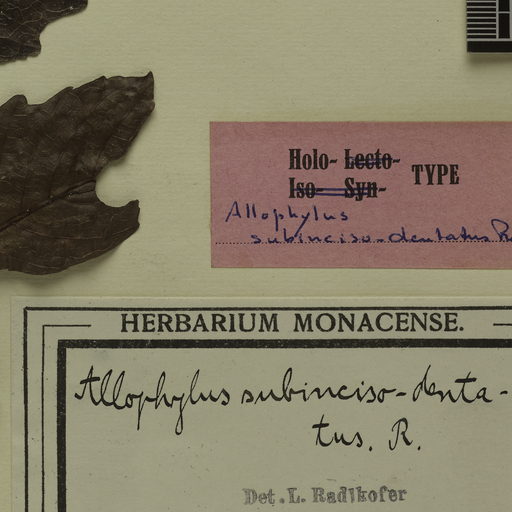 Holo- Lecto-
Iso- Syn- TYPE
Allophylus
subinciso-dentatus R
HERBARIUM MONACENSE.
Allophylus subinciso-denta-
tus. R.
Det. L. Radlkofer